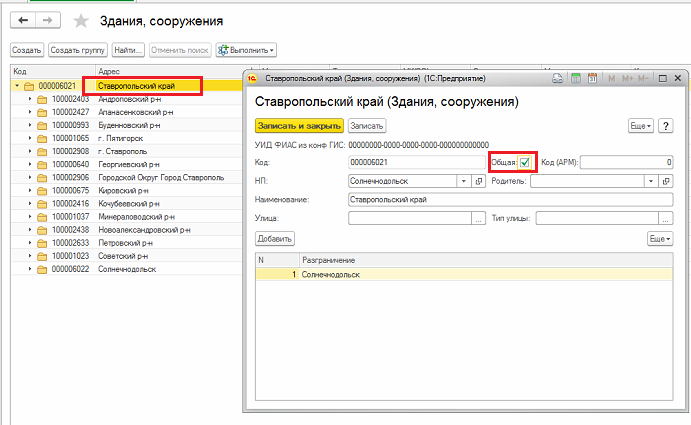 Здания, сооружения
Создать Создать группу Найти... Отменить поиск Выполнить
Код Адрес
000006021 Ставропольский край
100002403 Андроповский р-н
100002427 Апанасенковский р-н
100000993 Буденновский р-н
100001065 г. Пятигорск
100002908 г. Ставрополь
100000640 Георгиевский р-н
100002906 Городской Округ Город Ставрополь
100000675 Кировский р-н
100002416 Кочубеевский р-н
100001037 Минераловодский р-н
100002438 Новоалександровский р-н
100002633 Петровский р-н
100001023 Советский р-н
000006022 Солнечнодольск
Ставропольский край (Здания, сооружения) (1С:Предприятие) M M+ M-
Ставропольский край (Здания, сооружения)
Записать и закрыть Записать Еще ?
УИД ФИАС из конф ГИС: 00000000-0000-0000-0000-000000000000
Код: 000006021 Общая: Код (АРМ): 0
НП: Солнечнодольск Родитель:
Наименование: Ставропольский край
Улица: ... Тип улицы: ...
Добавить Еще
N Разграничение
1 Солнечнодольск